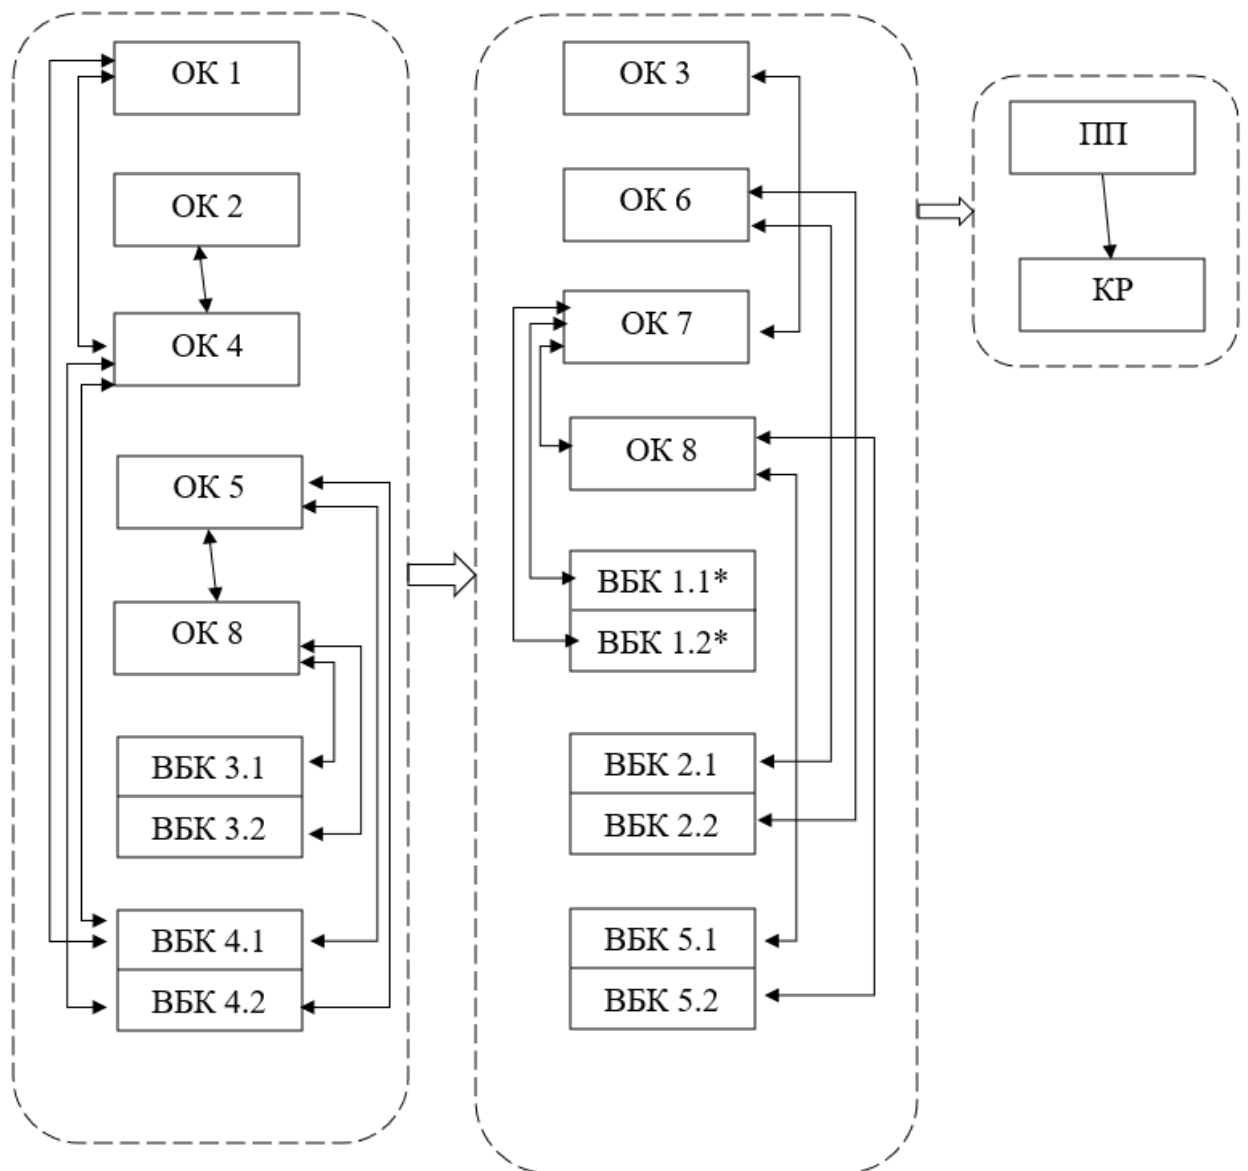 ОК 1
ОК 2
ОК 4
ОК 5
ОК 8
ВБК 3.1
ВБК 3.2
ВБК 4.1
ВБК 4.2
ОК 3
ОК 6
ОК 7
ОК 8
ВБК 1.1*
ВБК 1.2*
ВБК 2.1
ВБК 2.2
ВБК 5.1
ВБК 5.2
ПП
КР